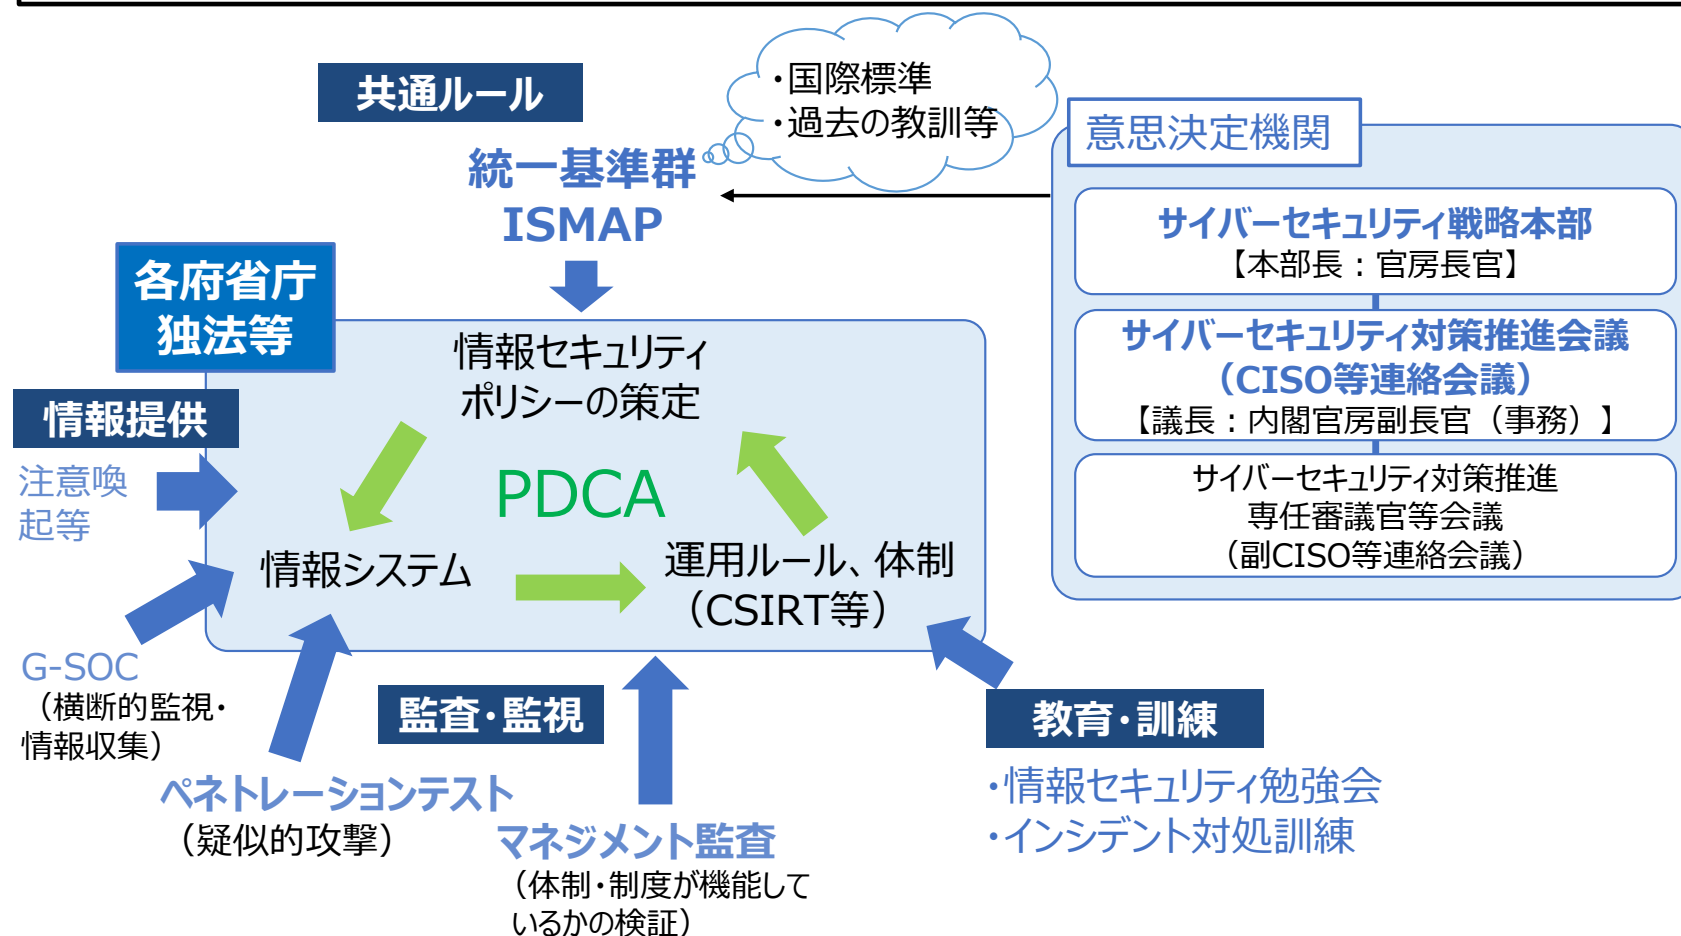 共通ルール
・国際標準
・過去の教訓等
統一基準群
ISMAP
意思決定機関
サイバーセキュリティ戦略本部
【本部長：官房長官】
サイバーセキュリティ対策推進会議
（CISO等連絡会議）
【議長：内閣官房副長官（事務）】
サイバーセキュリティ対策推進
専任審議官等会議
（副CISO等連絡会議）
各府省庁
独法等
情報セキュリティ
ポリシーの策定
情報提供
注意喚
起等
PDCA
情報システム
運用ルール、体制
（CSIRT等）
G-SOC
（横断的監視・
情報収集）
監査・監視
ペネトレーションテスト
（疑似的攻撃）
マネジメント監査
（体制・制度が機能して
いるかの検証）
教育・訓練
・情報セキュリティ勉強会
・インシデント対処訓練